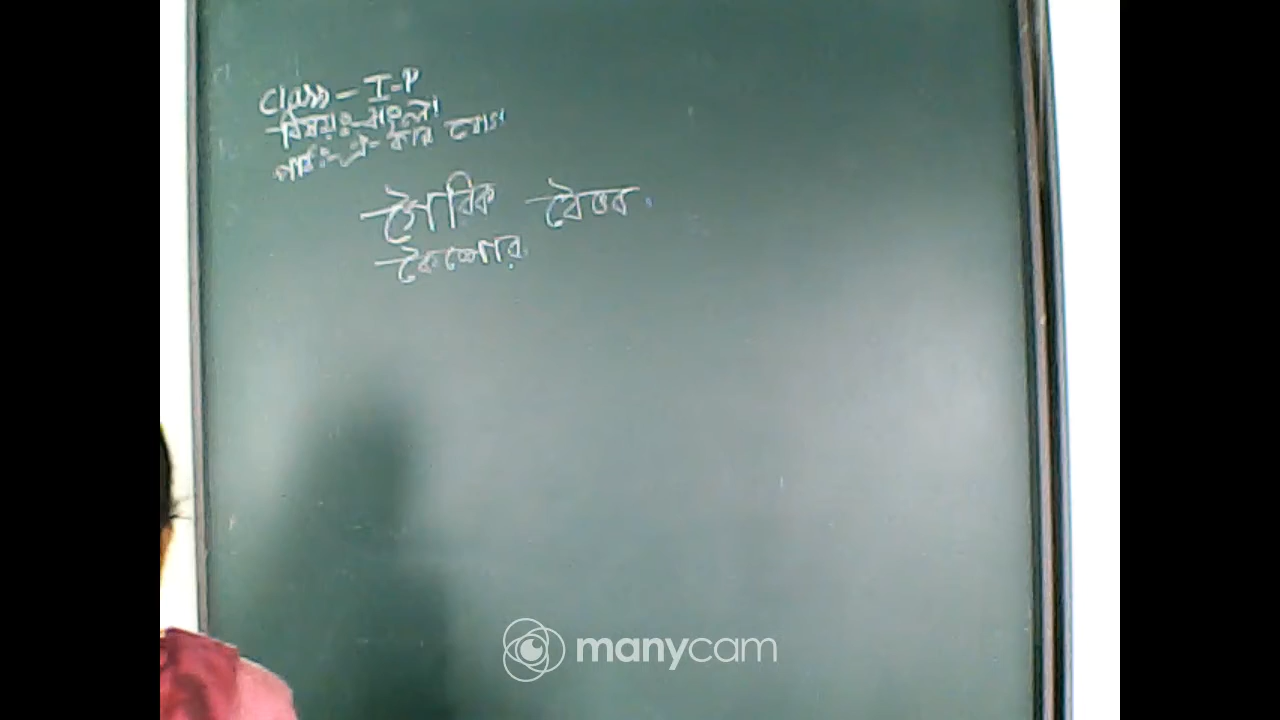 Class - I-P
বিষয়ঃ-বাংলা
পাঠঃ-ঐ-কার যোগ
গৈরিক বৈভব
কৈশোর
manycam